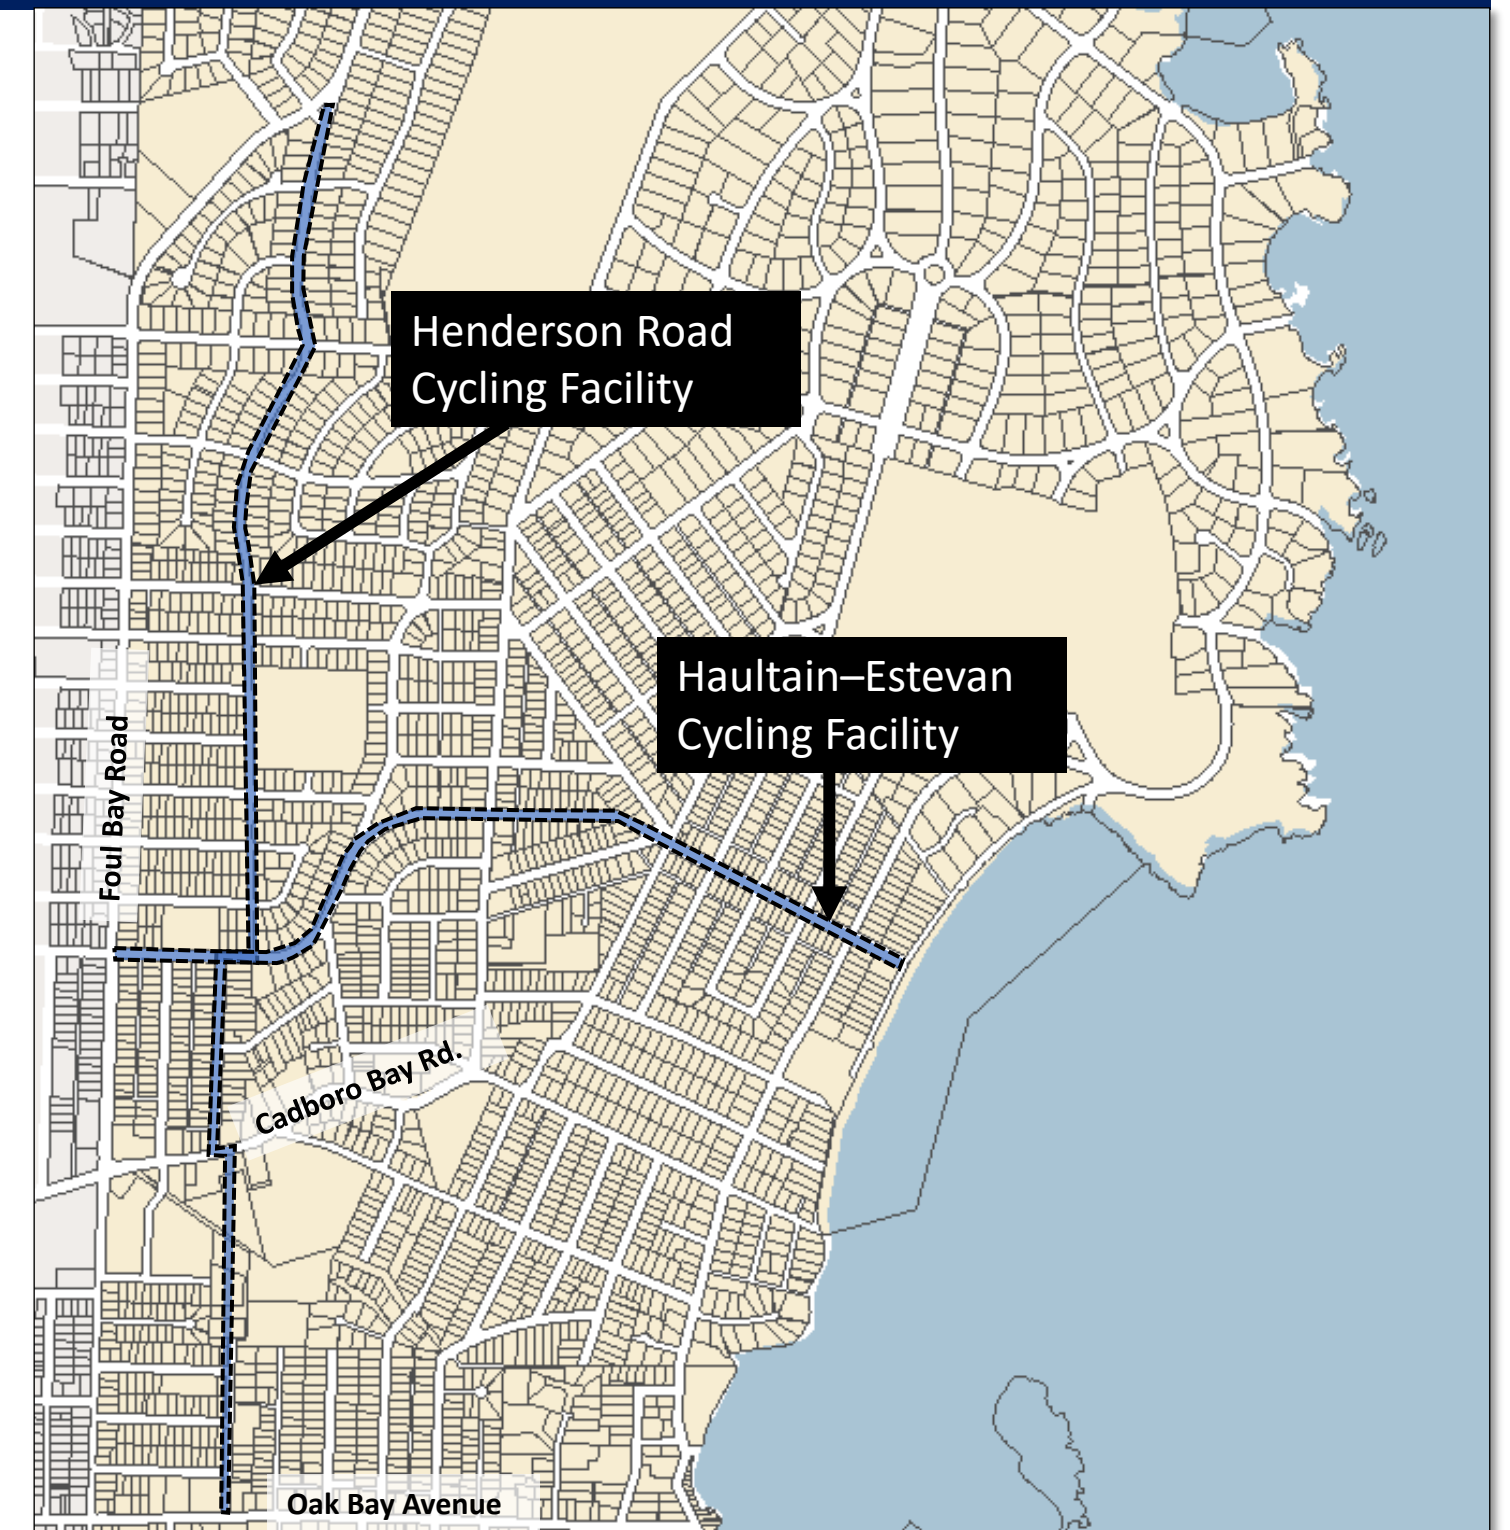 Henderson Road
Cycling Facility
Haultain–Estevan
Cycling Facility
Foul Bay Road
Cadboro Bay Rd.
Oak Bay Avenue